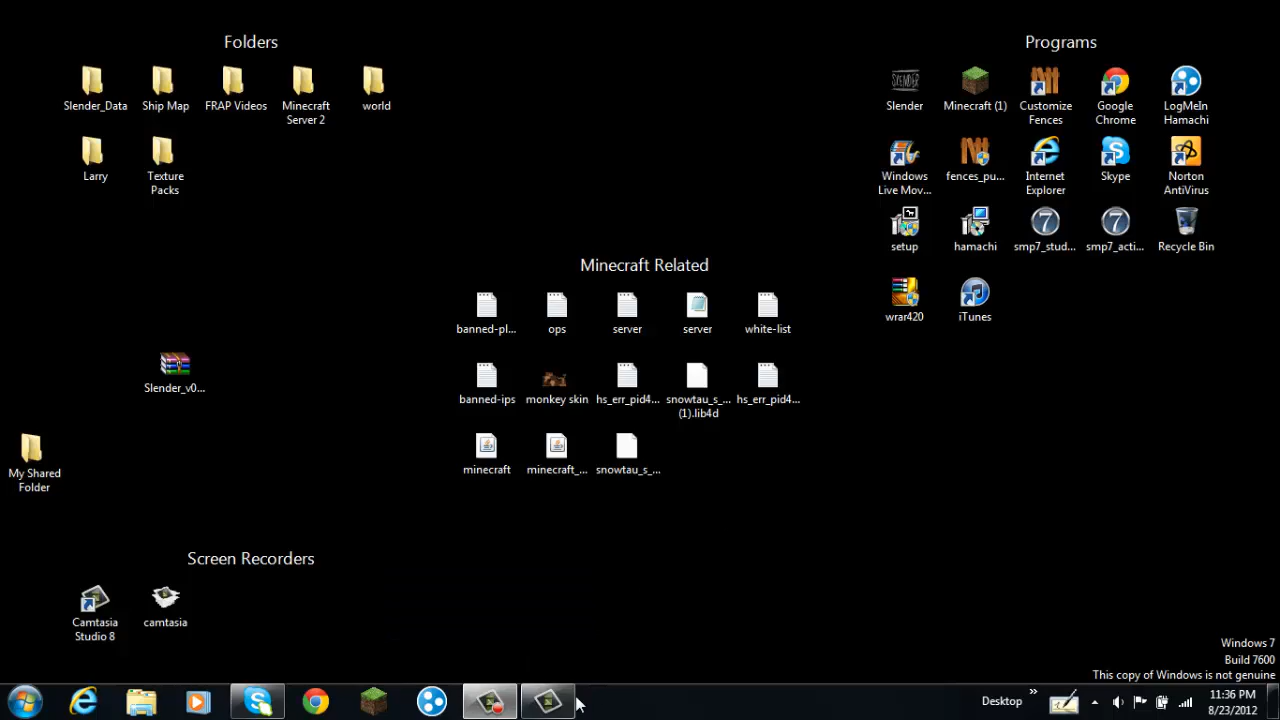 Folders
Slender_Data
Ship Map
FRAP Videos
Minecraft
Server 2
world
Larry
Texture
Packs
Slender_v0...
My Shared
Folder
Screen Recorders
Camtasia
Studio 8
camtasia
Minecraft Related
banned-pl...
ops
server
server
white-list
banned-ips
monkey skin
hs_err_pid4...
snowtau_s_...
(1).lib4d
hs_err_pid4...
minecraft
minecraft_...
snowtau_s_...
Programs
SLENDER
Slender
Minecraft (1)
Customize
Fences
Google
Chrome
LogMeIn
Hamachi
Windows
Live Mov...
fences_pu...
Internet
Explorer
Skype
Norton
AntiVirus
setup
hamachi
smp7_stud...
smp7_acti...
Recycle Bin
wrar420
iTunes
Windows 7
Build 7600
This copy of Windows is not genuine
Desktop
11:36 PM
8/23/2012